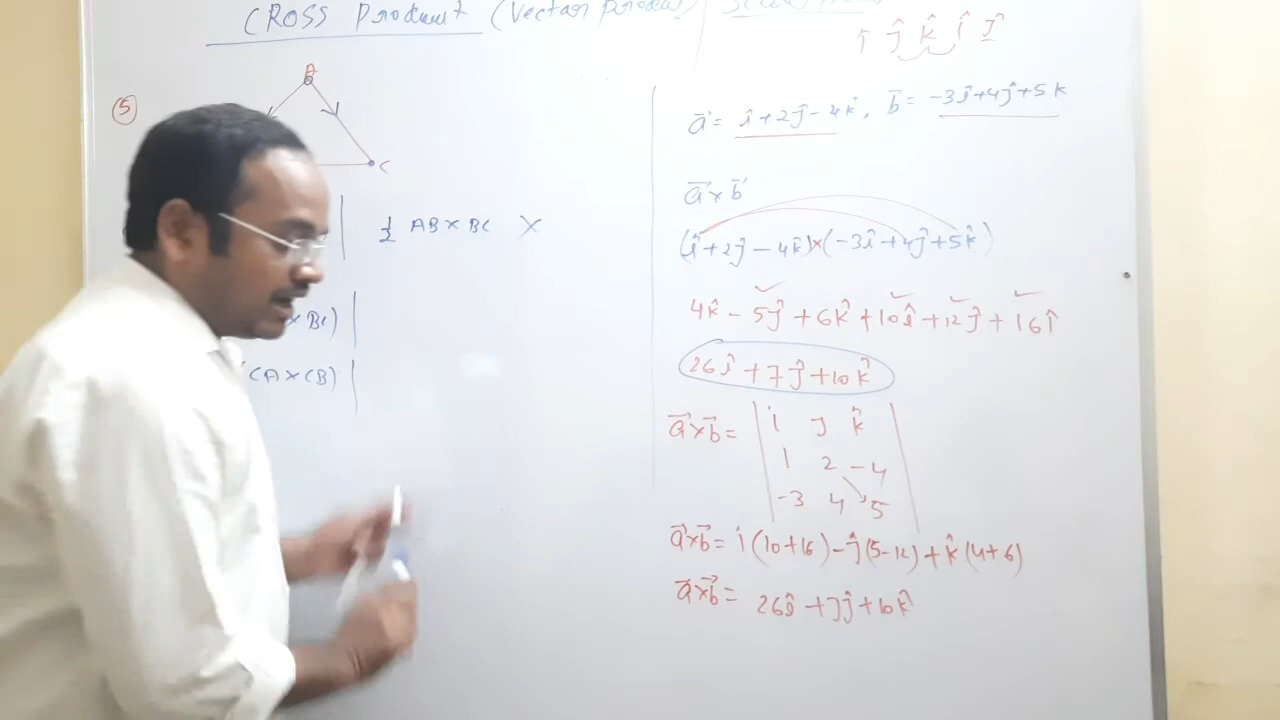 CROSS Product (Vector Product)
î ĵ k̂ î ĵ
⑤
A
C
½ AB×BC ×
×BC)|
(CA×CB)|
a⃗ = î+2ĵ-4k̂, b⃗ = -3î+4ĵ+5k
a⃗×b⃗
(î+2ĵ-4k̂)×(-3î+4ĵ+5k̂)
4k̂-5ĵ+6k̂+10î+12ĵ+16î
26î+7ĵ+10k̂
a⃗×b⃗= | i j k̂
1 2 -4
-3 4 5 |
a⃗×b⃗= i(10+16)-ĵ(5-12)+k̂(4+6)
a⃗×b⃗= 26î+7ĵ+10k̂